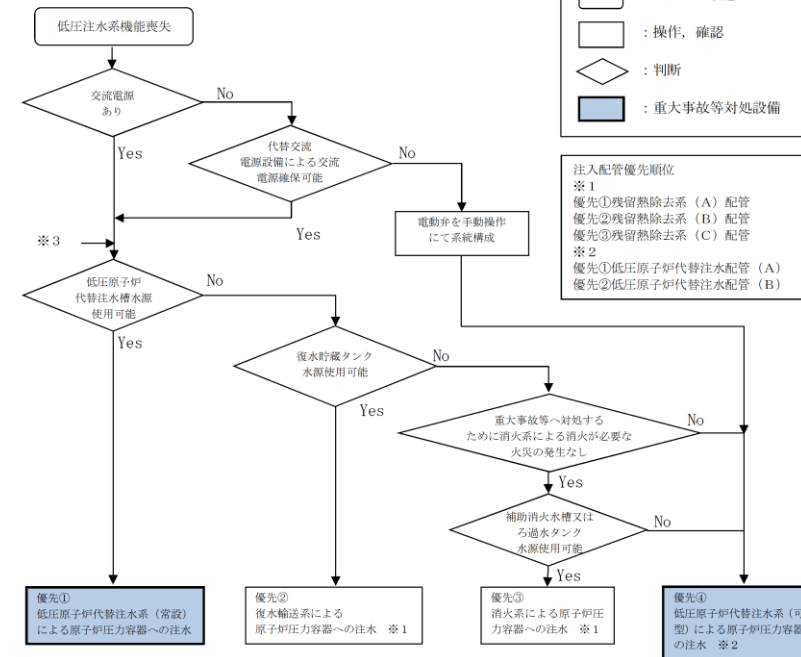 低圧注水系機能喪失
：操作，確認
：判断
：重大事故等対処設備
交流電源
あり
No
Yes
代替交流
電源設備による交流
電源確保可能
No
Yes
注入配管優先順位
※１
優先①残留熱除去系（A）配管
優先②残留熱除去系（B）配管
優先③残留熱除去系（C）配管
※２
優先①低圧原子炉代替注水配管（A）
優先②低圧原子炉代替注水配管（B）
電動弁を手動操作
にて系統構成
※３
低圧原子炉
代替注水槽水源
使用可能
No
Yes
復水貯蔵タンク
水源使用可能
No
Yes
重大事故等へ対処する
ために消火系による消火が必要な
火災の発生なし
No
Yes
補助消火水槽又は
ろ過水タンク
水源使用可能
No
Yes
優先①
低圧原子炉代替注水系（常設）
による原子炉圧力容器への注水
優先②
復水輸送系による
原子炉圧力容器への注水　※１
優先③
消火系による原子炉圧
力容器への注水　※１
優先④
低圧原子炉代替注水系（可
型）による原子炉圧力容器
の注水　※２